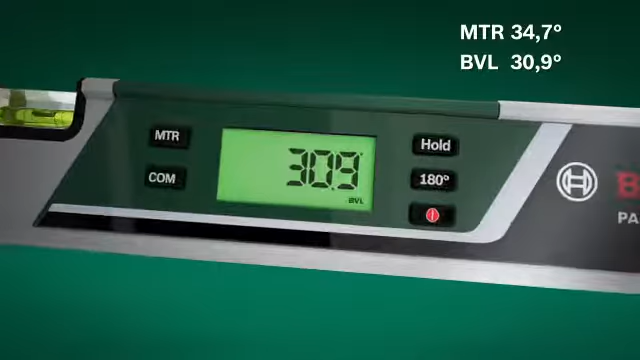 MTR 34,7°
BVL 30,9°
MTR
COM
30.9°
BVL
Hold
180°
B
PA